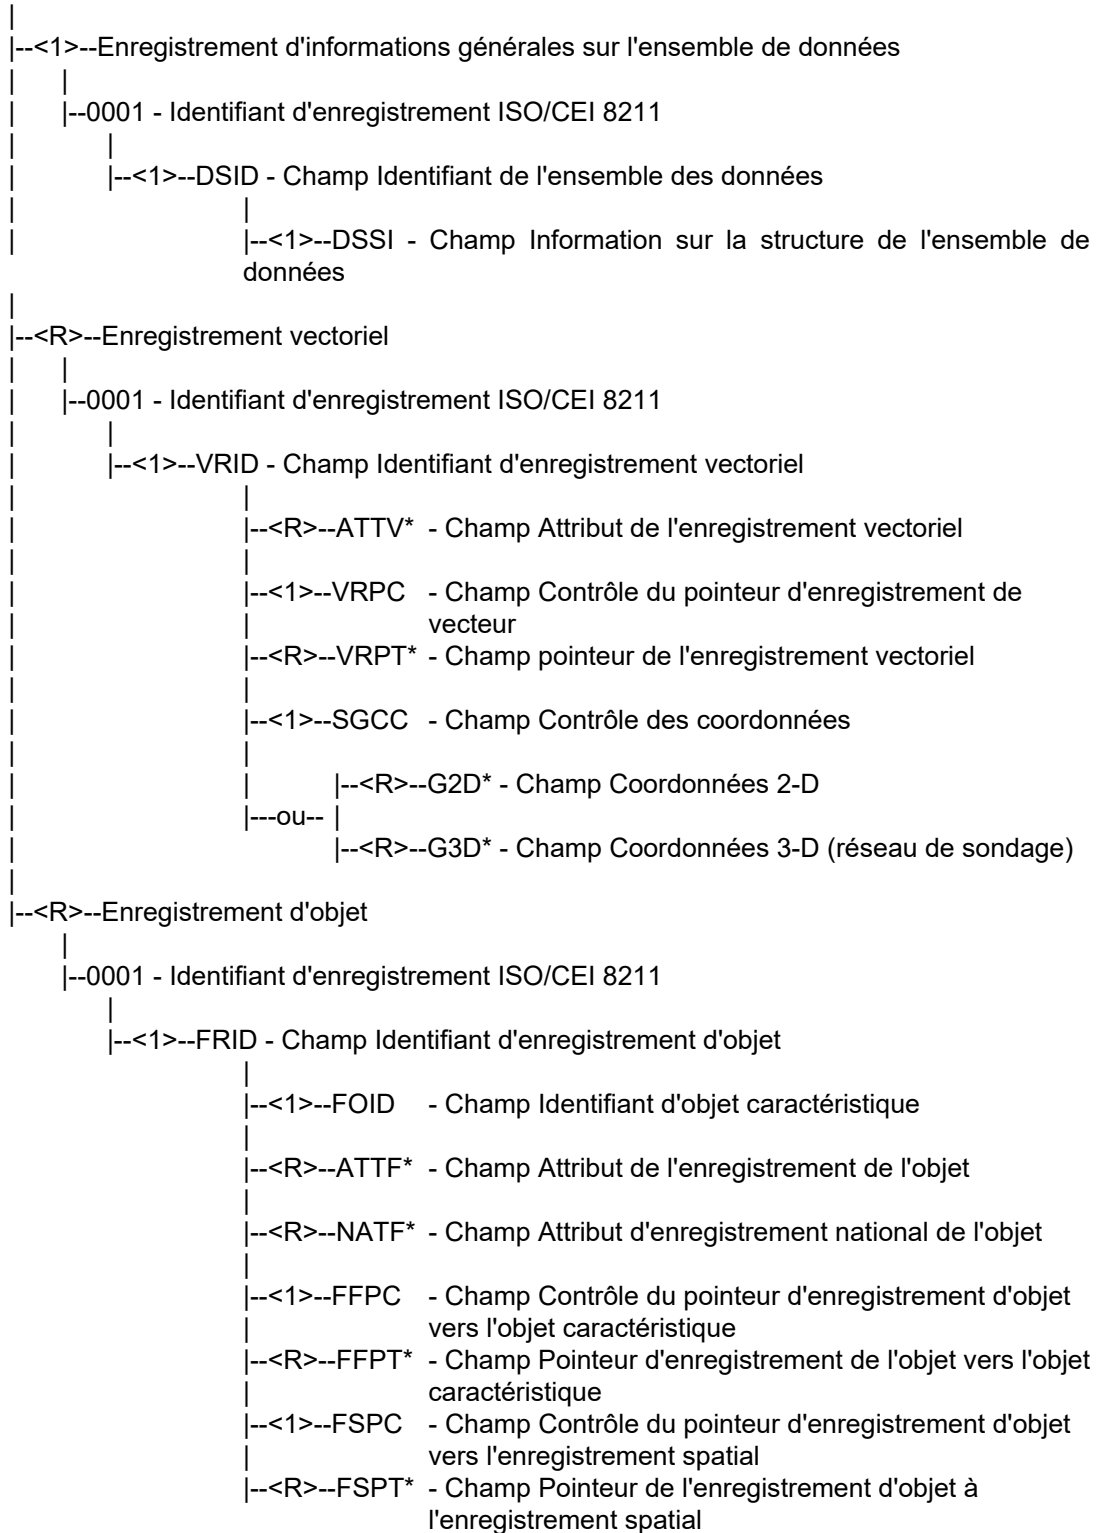 |
|--<1>--Enregistrement d'informations générales sur l'ensemble de données
| |
| |--0001 - Identifiant d'enregistrement ISO/CEI 8211
| |
| |--<1>--DSID - Champ Identifiant de l'ensemble des données
| |
| |--<1>--DSSI - Champ Information sur la structure de l'ensemble de
données
|
|--<R>--Enregistrement vectoriel
| |
| |--0001 - Identifiant d'enregistrement ISO/CEI 8211
| |
| |--<1>--VRID - Champ Identifiant d'enregistrement vectoriel
| |
| |--<R>--ATTV* - Champ Attribut de l'enregistrement vectoriel
| |
| |--<1>--VRPC - Champ Contrôle du pointeur d'enregistrement de
| | vecteur
| |--<R>--VRPT* - Champ pointeur de l'enregistrement vectoriel
| |
| |--<1>--SGCC - Champ Contrôle des coordonnées
| |
| | |--<R>--G2D* - Champ Coordonnées 2-D
| |---ou-- |
| |--<R>--G3D* - Champ Coordonnées 3-D (réseau de sondage)
|
|--<R>--Enregistrement d'objet
|
|--0001 - Identifiant d'enregistrement ISO/CEI 8211
|
|--<1>--FRID - Champ Identifiant d'enregistrement d'objet
|
|--<1>--FOID - Champ Identifiant d'objet caractéristique
|
|--<R>--ATTF* - Champ Attribut de l'enregistrement de l'objet
|
|--<R>--NATF* - Champ Attribut d'enregistrement national de l'objet
|
|--<1>--FFPC - Champ Contrôle du pointeur d'enregistrement d'objet
| vers l'objet caractéristique
|--<R>--FFPT* - Champ Pointeur d'enregistrement de l'objet vers l'objet
| caractéristique
|--<1>--FSPC - Champ Contrôle du pointeur d'enregistrement d'objet
| vers l'enregistrement spatial
|--<R>--FSPT* - Champ Pointeur de l'enregistrement d'objet à
l'enregistrement spatial